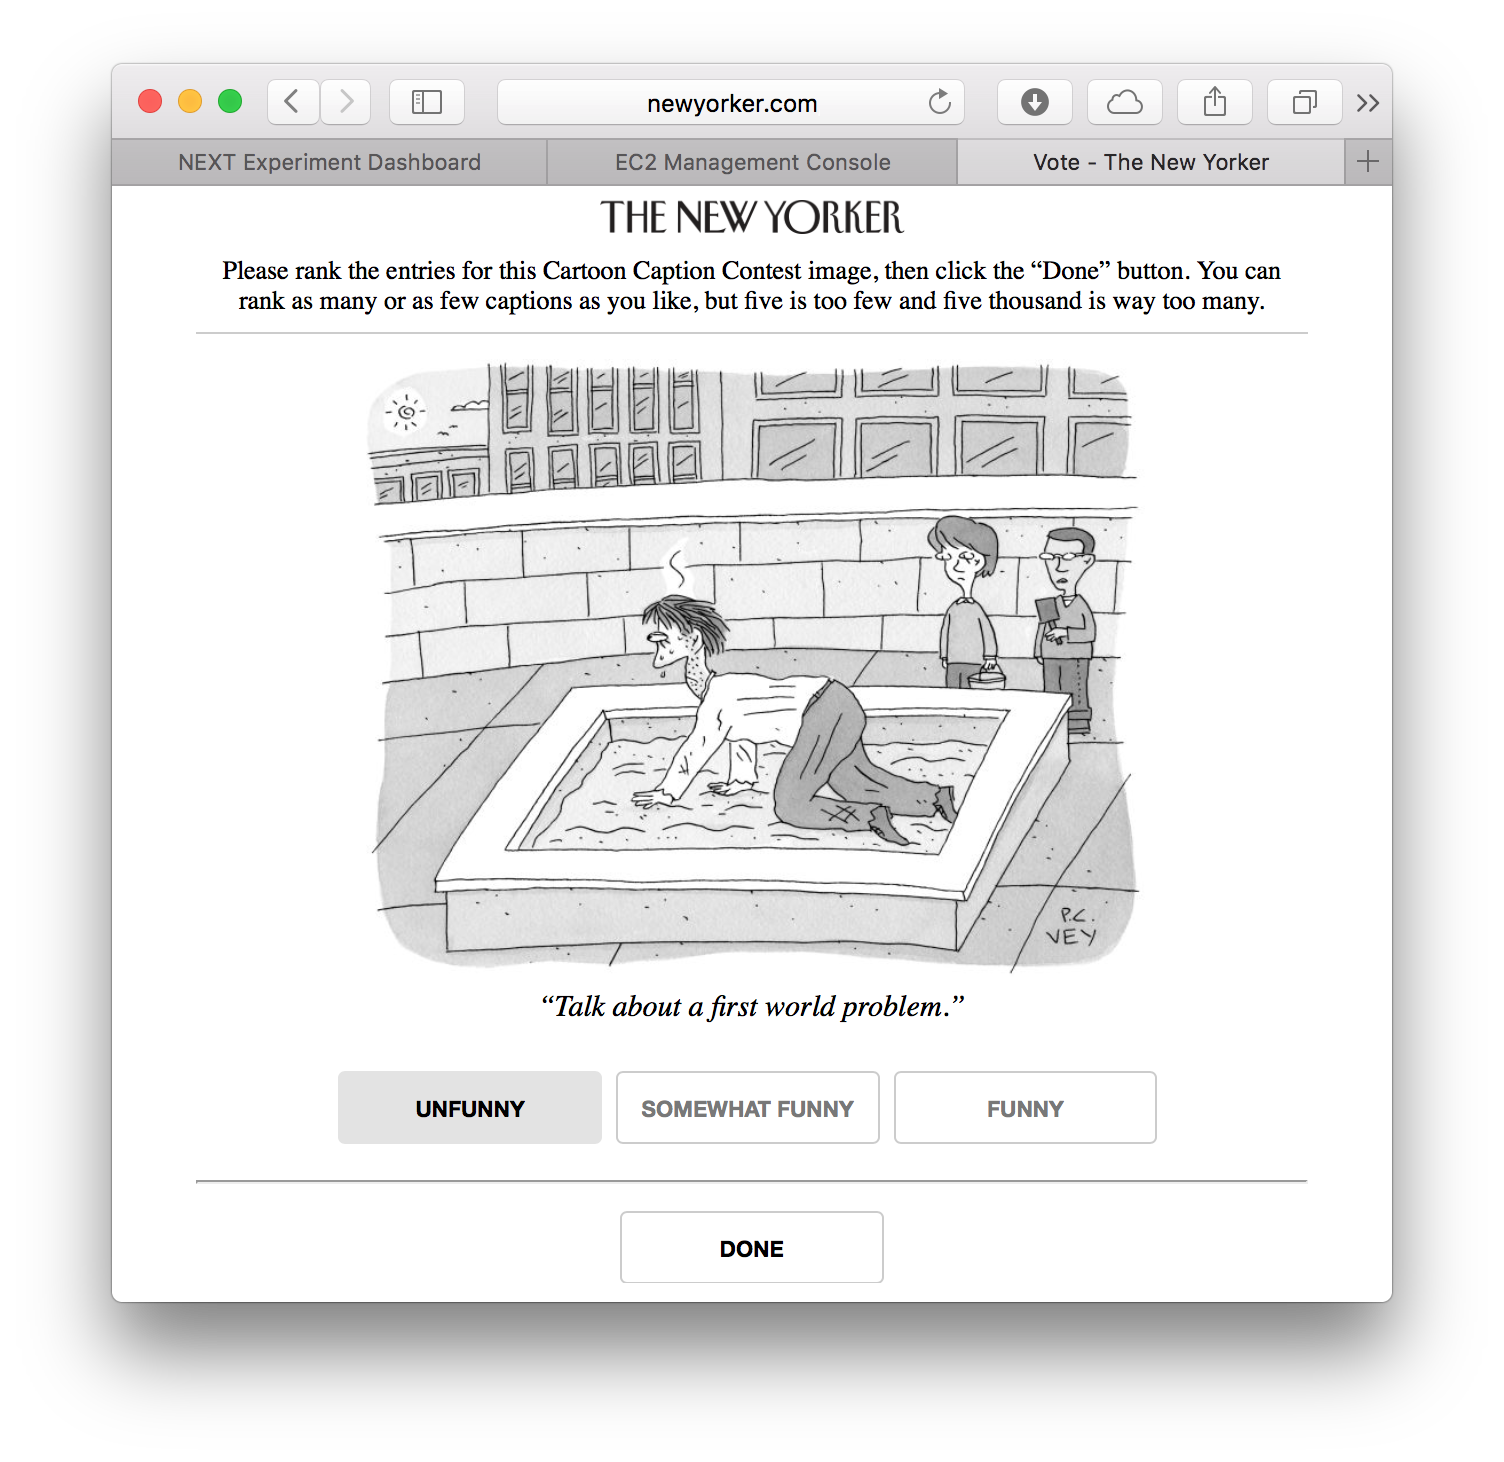 newyorker.com
NEXT Experiment Dashboard
EC2 Management Console
Vote - The New Yorker
THE NEW YORKER
Please rank the entries for this Cartoon Caption Contest image, then click the “Done” button. You can
rank as many or as few captions as you like, but five is too few and five thousand is way too many.
P.C.
VEY
“Talk about a first world problem.”
UNFUNNY
SOMEWHAT FUNNY
FUNNY
DONE